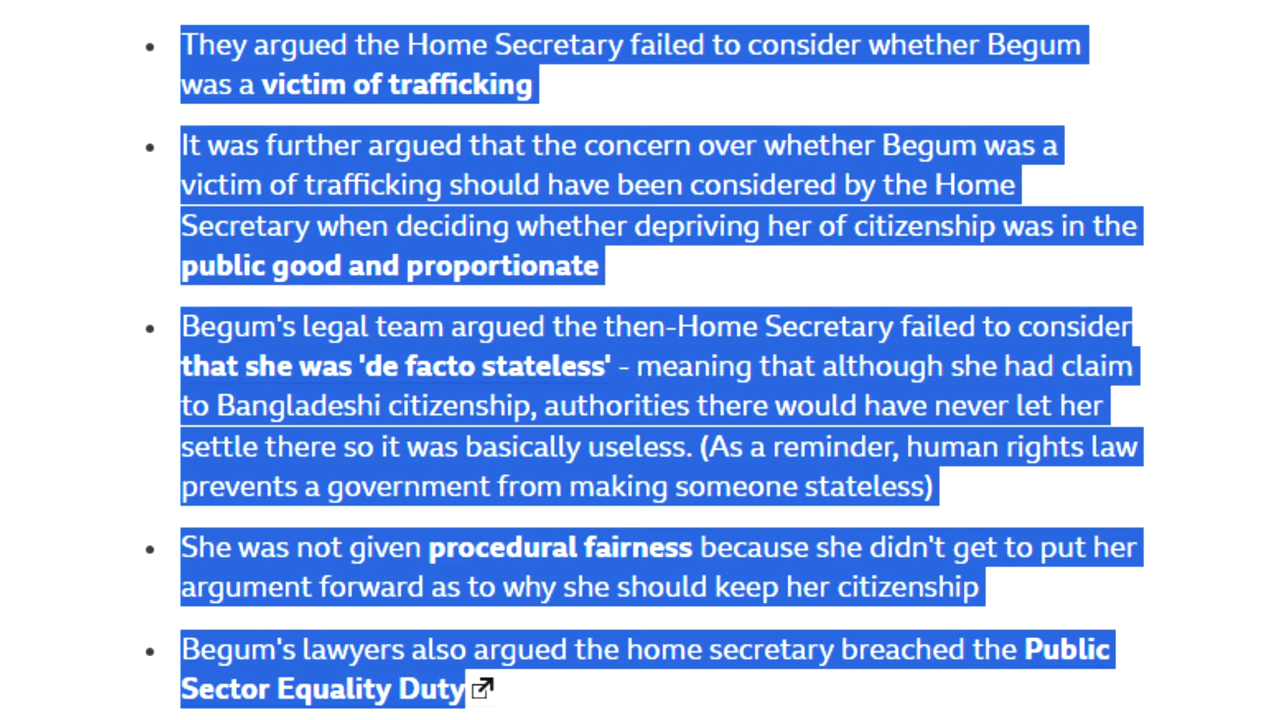 They argued the Home Secretary failed to consider whether Begum
was a victim of trafficking
It was further argued that the concern over whether Begum was a
victim of trafficking should have been considered by the Home
Secretary when deciding whether depriving her of citizenship was in the
public good and proportionate
Begum's legal team argued the then-Home Secretary failed to consider
that she was 'de facto stateless' - meaning that although she had claim
to Bangladeshi citizenship, authorities there would have never let her
settle there so it was basically useless. (As a reminder, human rights law
prevents a government from making someone stateless)
She was not given procedural fairness because she didn't get to put her
argument forward as to why she should keep her citizenship
Begum's lawyers also argued the home secretary breached the Public
Sector Equality Duty